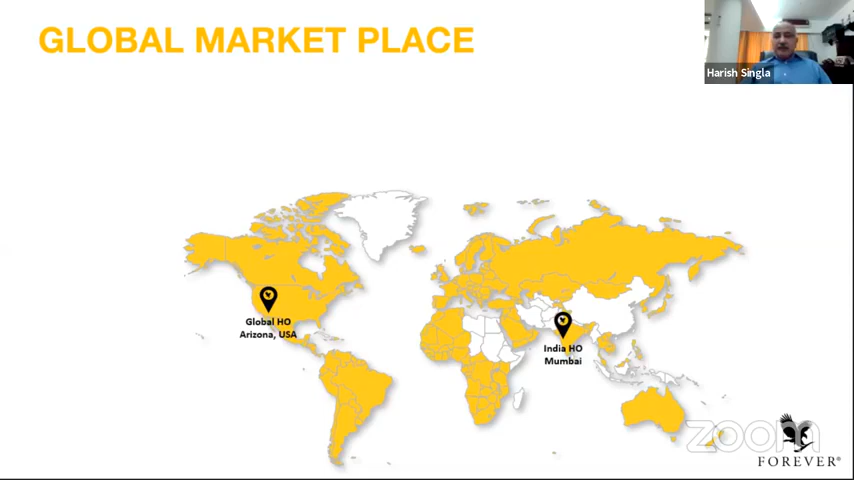 GLOBAL MARKET PLACE
Harish Singla
Global HO
Arizona, USA
India HO
Mumbai
zoom
FOREVER®